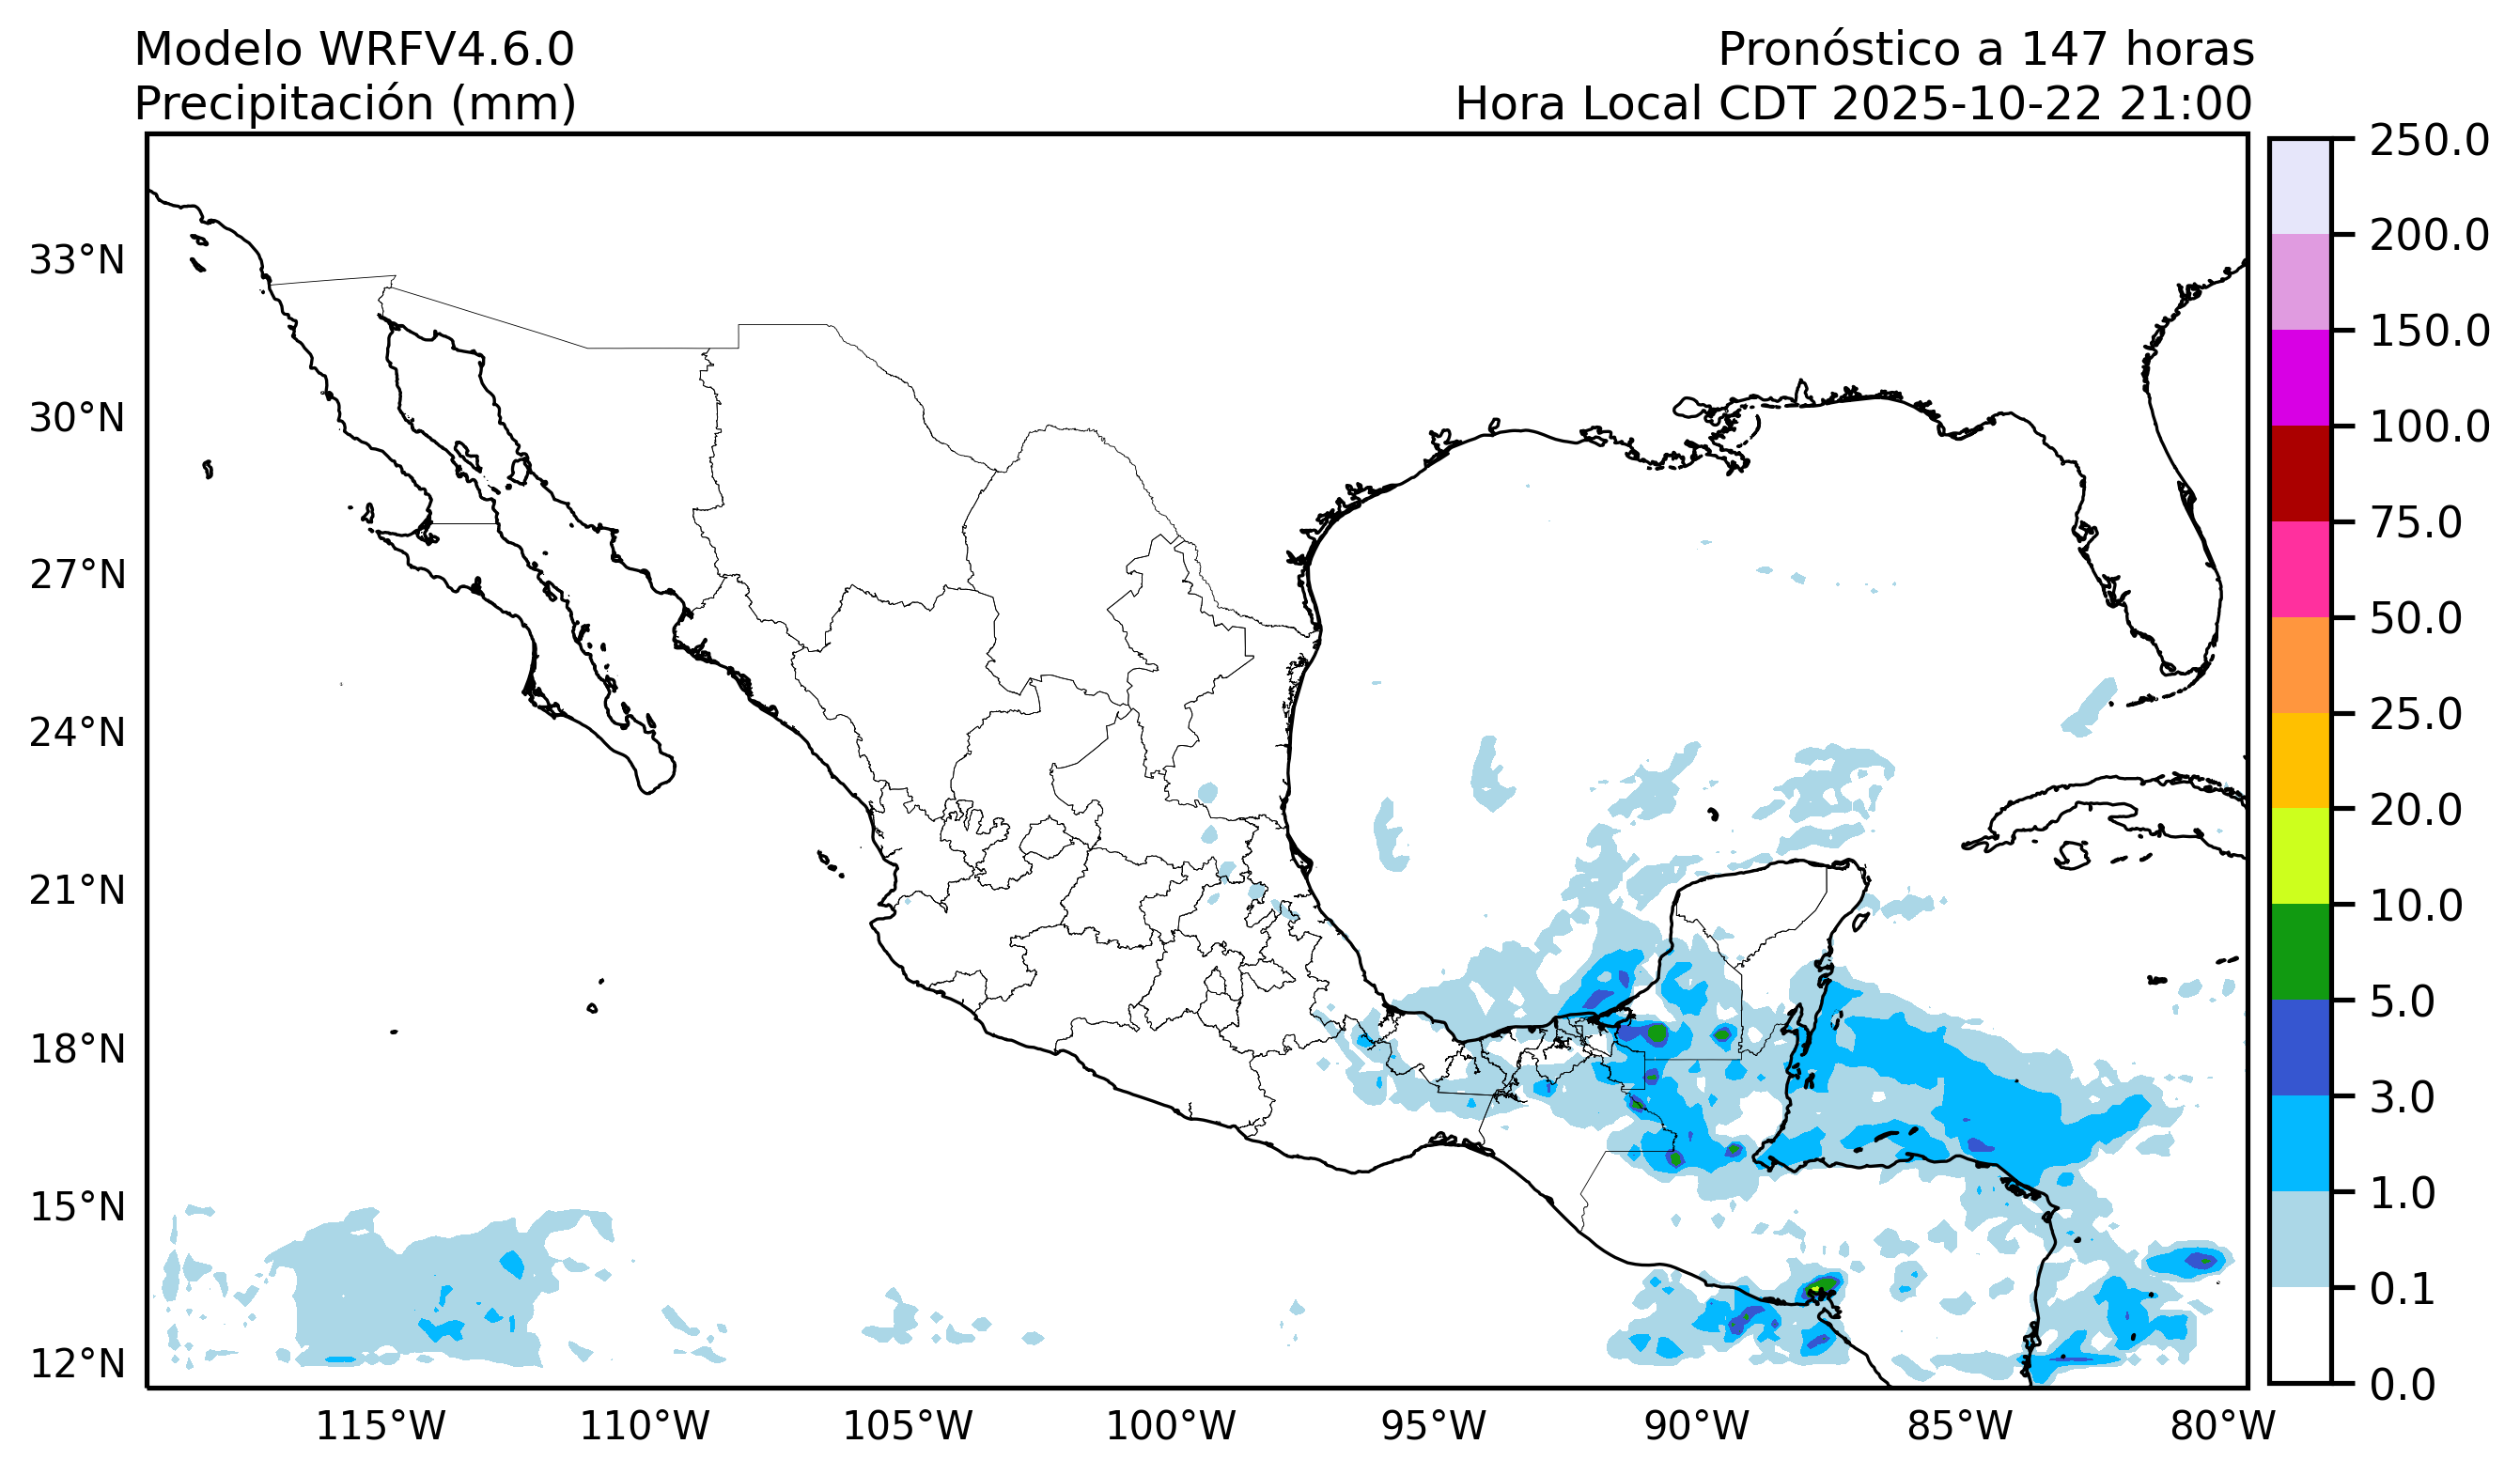 Modelo WRFV4.6.0
Precipitación (mm)
Pronóstico a 147 horas
Hora Local CDT 2025-10-22 21:00
33°N
30°N
27°N
24°N
21°N
18°N
15°N
12°N
115°W
110°W
105°W
100°W
95°W
90°W
85°W
80°W
250.0
200.0
150.0
100.0
75.0
50.0
25.0
20.0
10.0
5.0
3.0
1.0
0.1
0.0